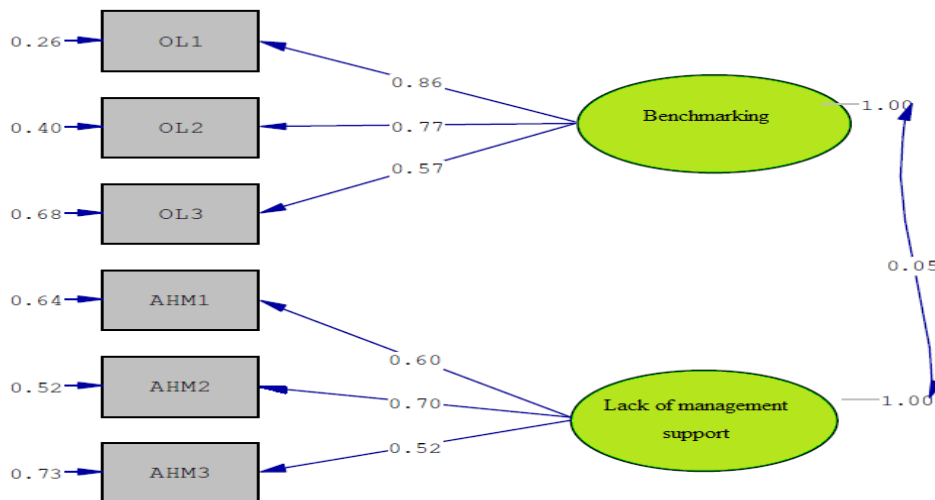 0.26 OL1
0.86
Benchmarking
1.00
0.40 OL2
0.77
0.57
0.68 OL3
0.05
0.64 AHM1
0.60
0.52 AHM2
0.70
Lack of management
support
1.00
0.52
0.73 AHM3